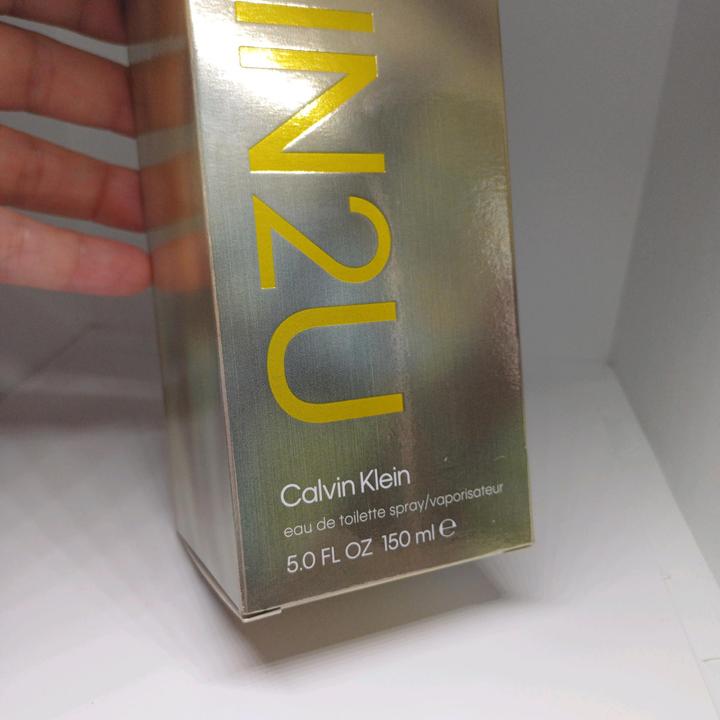 IN2U
Calvin Klein
eau de toilette spray/vaporisateur
5.0 FL OZ 150 ml ℮